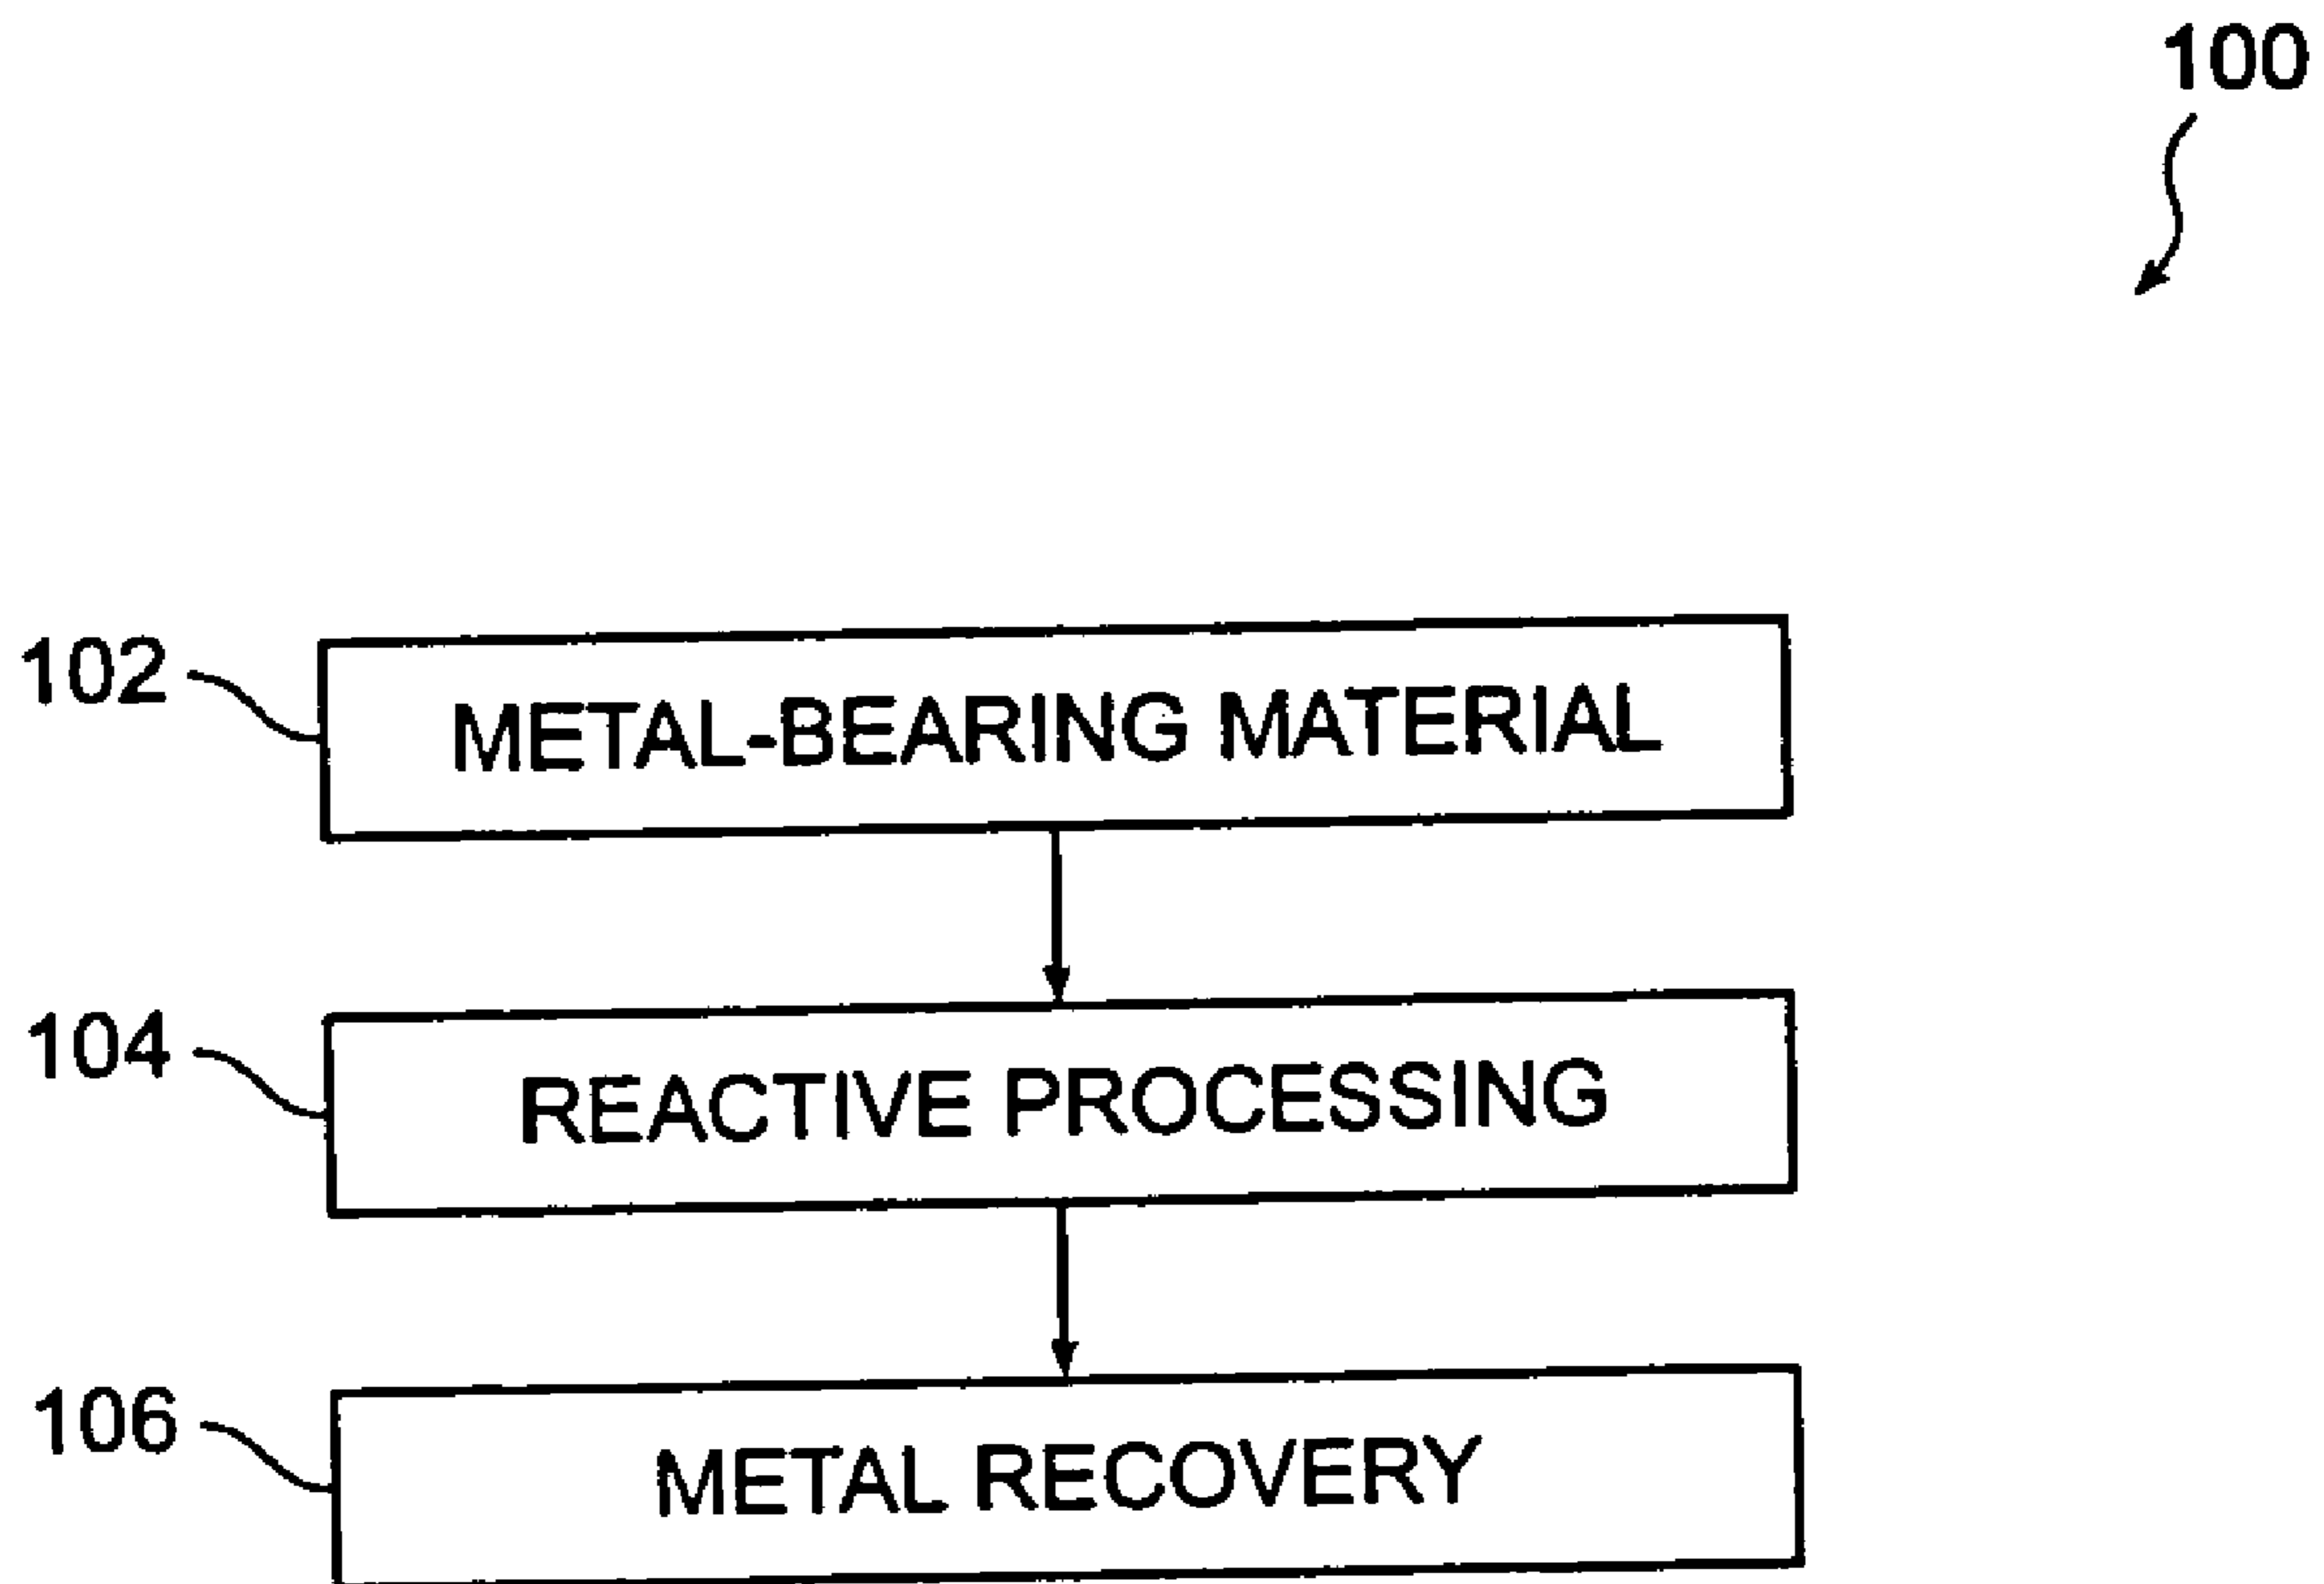 100
102
METAL-BEARING MATERIAL
104
REACTIVE PROCESSING
106
METAL RECOVERY